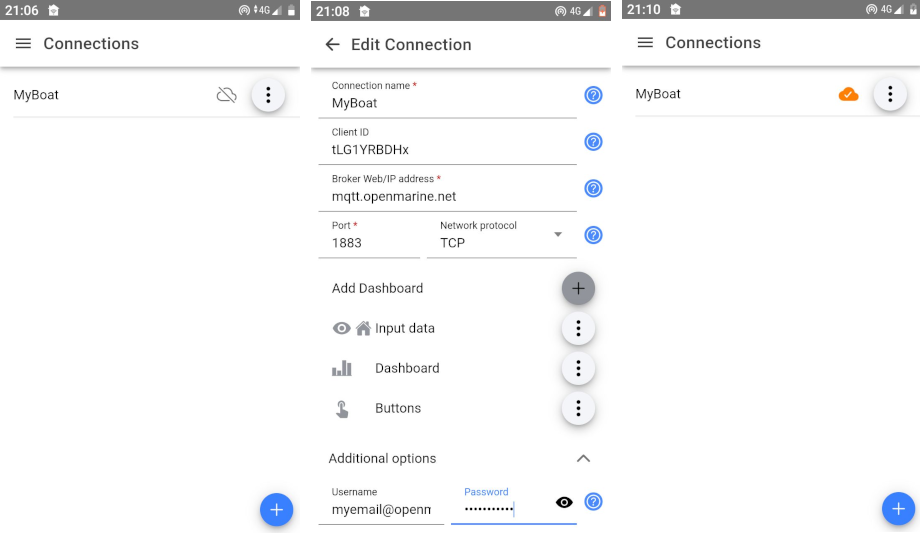 21:06
4G
Connections
MyBoat
21:08
4G
Edit Connection
Connection name *
MyBoat
Client ID
tLG1YRBDHx
Broker Web/IP address *
mqtt.openmarine.net
Port *
1883
Network protocol
TCP
Add Dashboard
Input data
Dashboard
Buttons
Additional options
Username
myemail@openm
Password
•••••••••••
21:10
4G
Connections
MyBoat